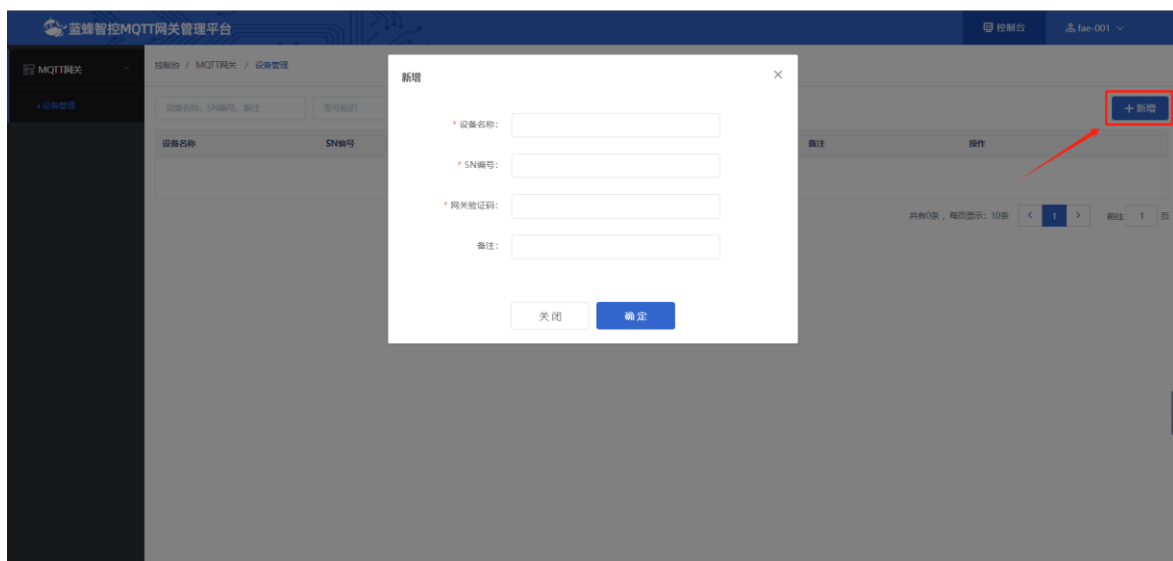 蓝蜂智控MQTT网关管理平台
控制台
fae-001
MQTT网关
设备管理
控制台 / MQTT网关 / 设备管理
设备名称、SN编号、备注
型号标识
+ 新增
设备名称
SN编号
备注
操作
共有0条，每页显示：10条
1
前往 1 页
新增
* 设备名称:
* SN编号:
* 网关验证码:
备注:
关闭
确定